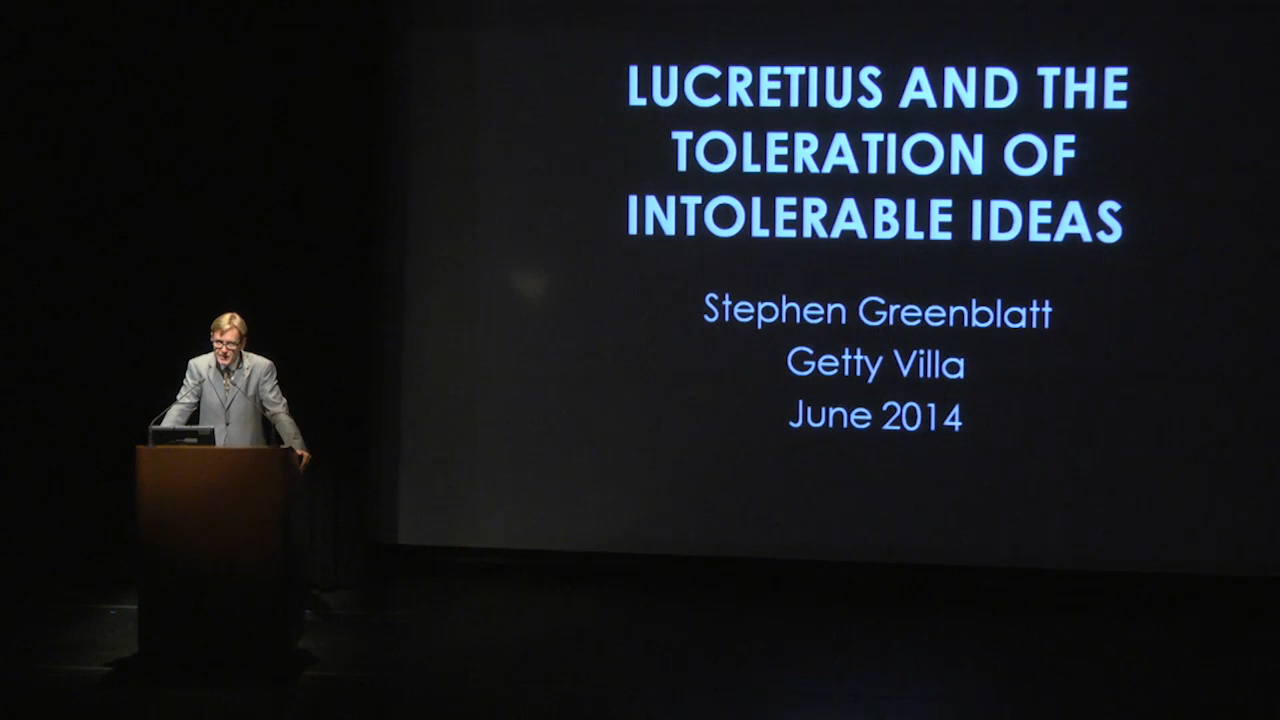 LUCRETIUS AND THE
TOLERATION OF
INTOLERABLE IDEAS
Stephen Greenblatt
Getty Villa
June 2014